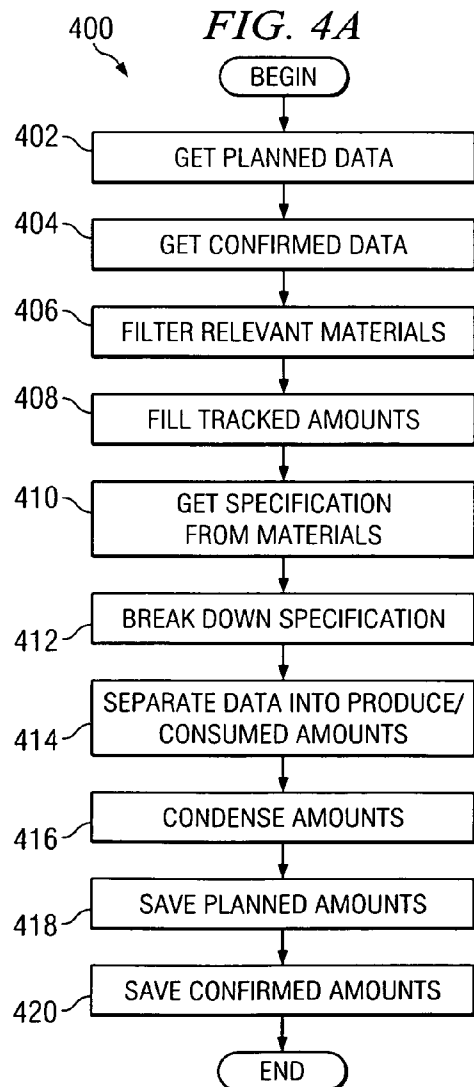 FIG. 4A
400
BEGIN
402
GET PLANNED DATA
404
GET CONFIRMED DATA
406
FILTER RELEVANT MATERIALS
408
FILL TRACKED AMOUNTS
410
GET SPECIFICATION
FROM MATERIALS
412
BREAK DOWN SPECIFICATION
414
SEPARATE DATA INTO PRODUCE/
CONSUMED AMOUNTS
416
CONDENSE AMOUNTS
418
SAVE PLANNED AMOUNTS
420
SAVE CONFIRMED AMOUNTS
END